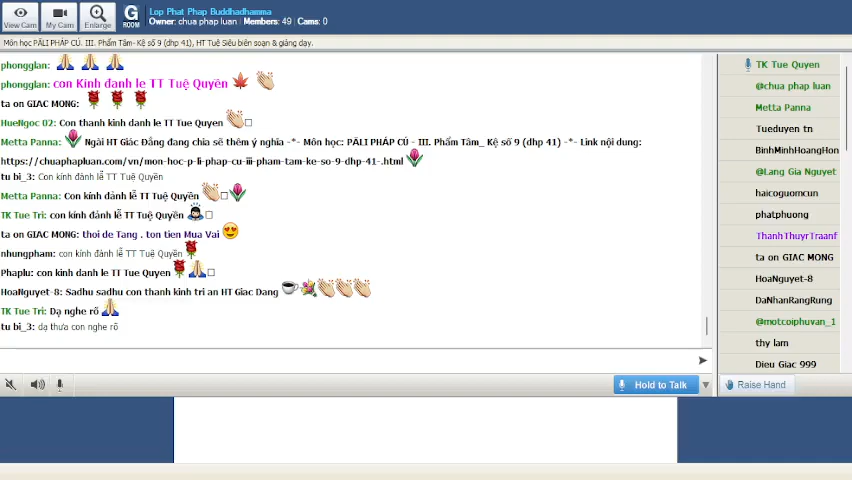 View Cam
My Cam
Enlarge
G
ROOM
Lop Phat Phap Buddhadhamma
Owner: chua phap luan | Members: 49 | Cams: 0
Môn học PĀLI PHÁP CÚ. III. Phẩm Tâm- Kệ số 9 (dhp 41), HT Tuệ Siêu biên soạn & giảng dạy.
phongglan:
phongglan: con Kính đanh le TT Tuệ Quyền
ta on GIAC MONG:
HueNgoc 02: Con thanh kinh danh le TT Tue Quyen
Metta Panna: Ngài HT Giác Đẳng đang chia sẽ thêm ý nghĩa -*- Môn học: PĀLI PHÁP CÚ - III. Phẩm Tâm_ Kệ số 9 (dhp 41) -*- Link nội dung:
https://chuaphapluan.com/vn/mon-hoc-p-li-phap-cu-iii-pham-tam-ke-so-9-dhp-41-.html
tu bi_3: Con kính đảnh lễ TT Tuệ Quyền
Metta Panna: Con kính đảnh lễ TT Tuệ Quyền
TK Tue Tri: con kính đảnh lễ TT Tuệ Quyền
ta on GIAC MONG: thoi de Tang , ton tien Mua Vai
nhungpham: con kính đảnh lễ TT Tuệ Quyền
Phaplu: con kinh danh le TT Tue Quyen
HoaNguyet-8: Sadhu sadhu con thanh kinh tri an HT Giac Dang
TK Tue Tri: Dạ nghe rõ
tu bi_3: dạ thưa con nghe rõ
TK Tue Quyen
@chua phap luan
Metta Panna
Tueduyen tn
BinhMinhHoangHon
@Lang Gia Nguyet
haicoguomcun
phatphuong
ThanhThuyrTraanf
ta on GIAC MONG
HoaNguyet-8
DaNhanRangRung
@motcoiphuvan_1
thy lam
Dieu Giac 999
Hold to Talk
Raise Hand